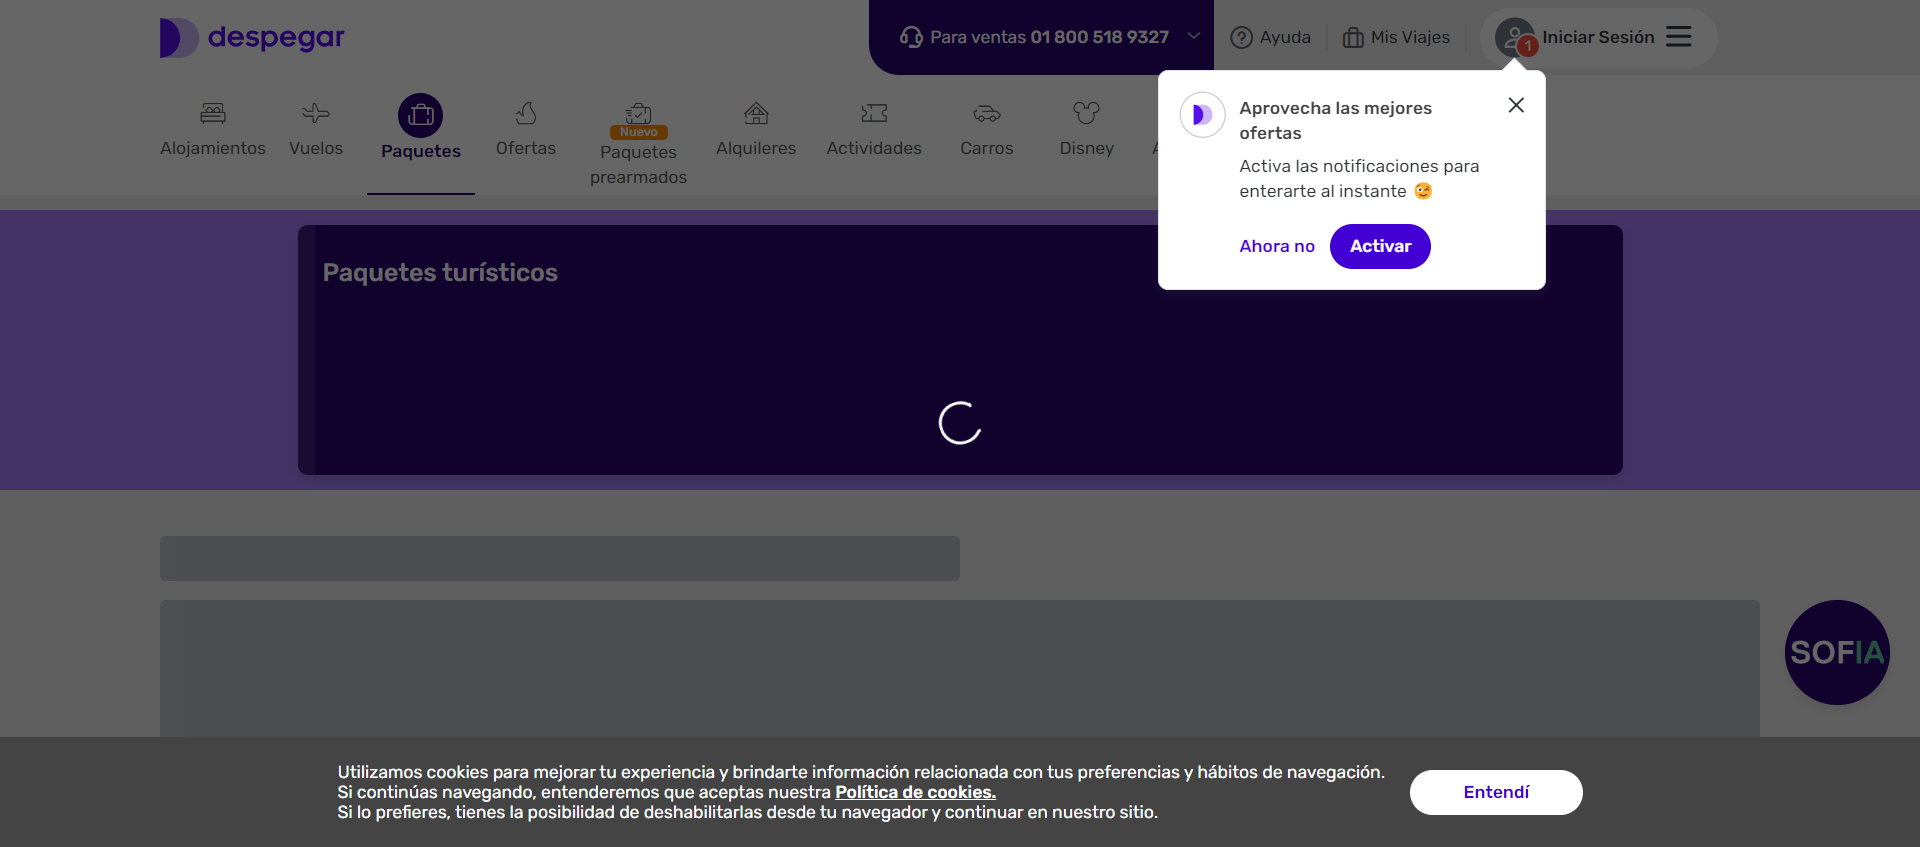 despegar
Para ventas 01 800 518 9327
Ayuda
Mis Viajes
1
Iniciar Sesión
Alojamientos
Vuelos
Paquetes
Ofertas
Nuevo
Paquetes
prearmados
Alquileres
Actividades
Carros
Disney
Aprovecha las mejores
ofertas
Activa las notificaciones para
enterarte al instante 😉
Ahora no
Activar
Paquetes turísticos
SOFIA
Utilizamos cookies para mejorar tu experiencia y brindarte información relacionada con tus preferencias y hábitos de navegación.
Si continúas navegando, entenderemos que aceptas nuestra Política de cookies.
Si lo prefieres, tienes la posibilidad de deshabilitarlas desde tu navegador y continuar en nuestro sitio.
Entendí